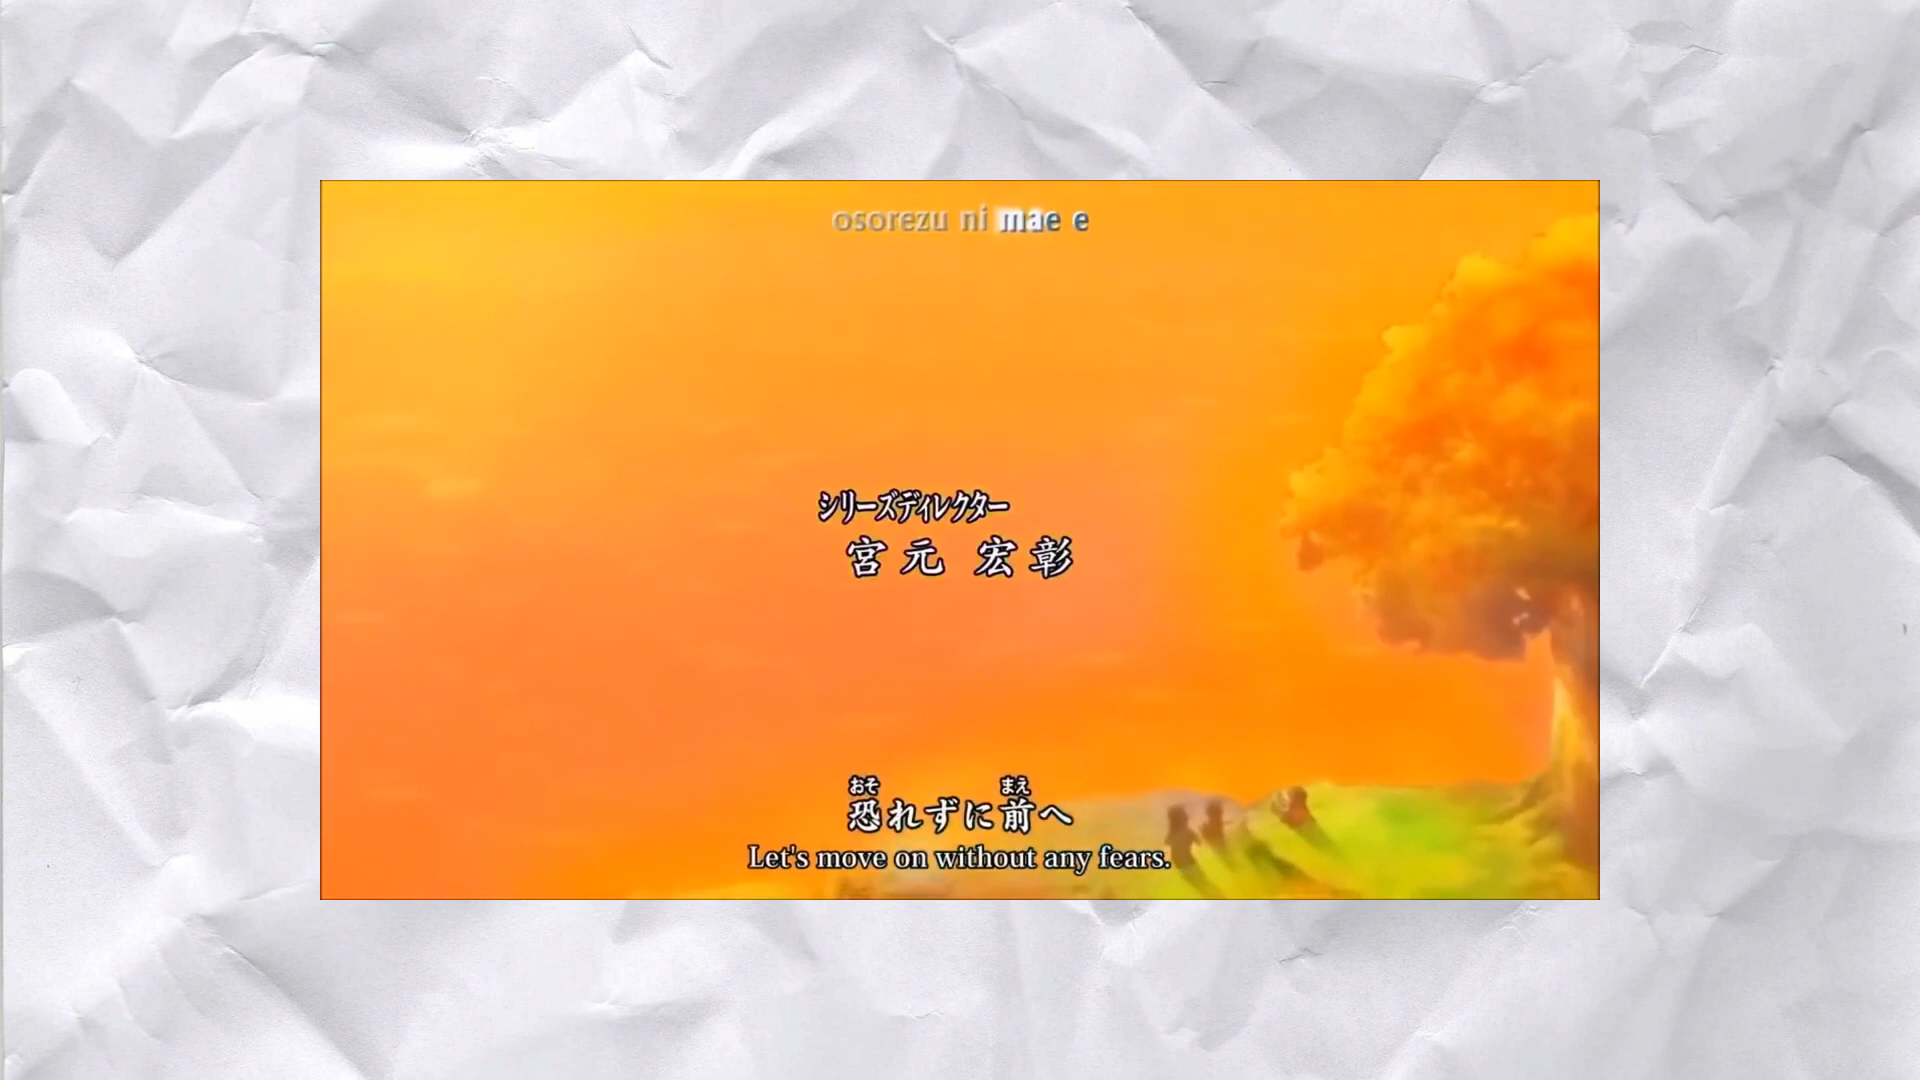 osorezu ni mae e
シリーズディレクター
宮元 宏彰
おそ まえ
恐れずに前へ
Let's move on without any fears.